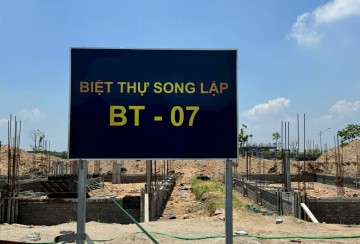 BIỆT THỰ SONG LẬP
BT - 07